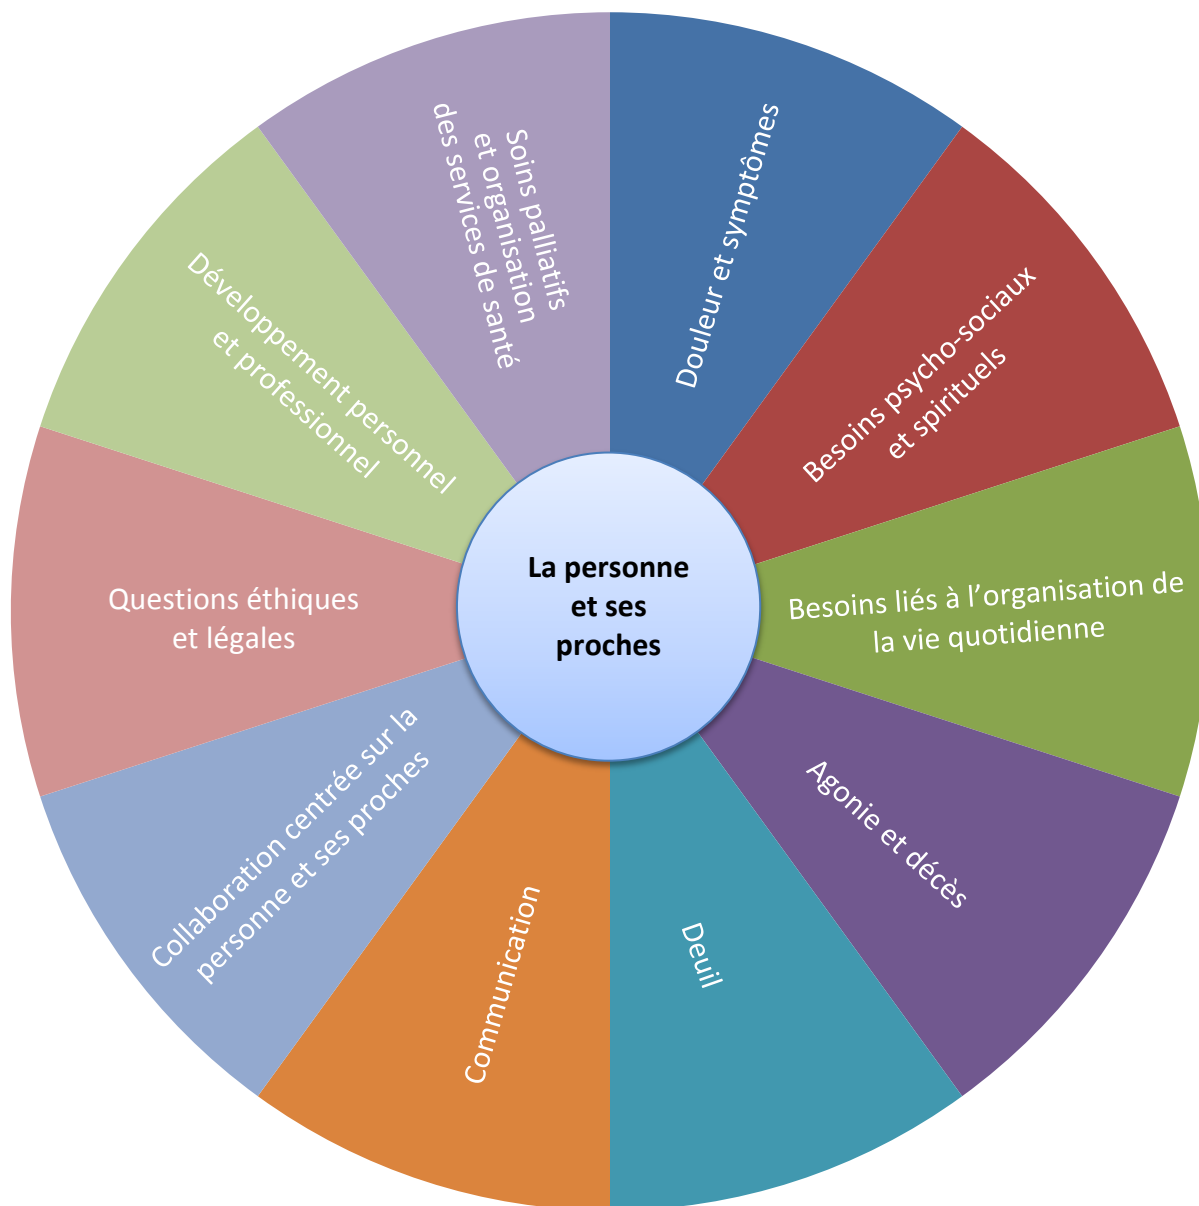 Douleur et symptômes
Besoins psycho-sociaux
et spirituels
Besoins liés à l’organisation de
la vie quotidienne
Agonie et décès
Deuil
Communication
Collaboration centrée sur la
personne et ses proches
Questions éthiques
et légales
Développement personnel
et professionnel
Soins palliatifs
et organisation
des services de santé
La personne
et ses
proches